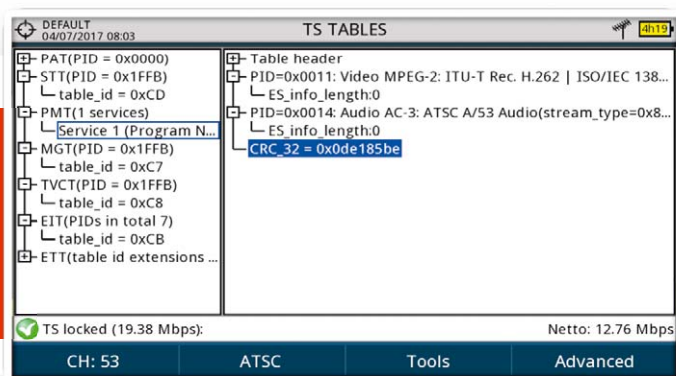 DEFAULT
04/07/2017 08:03
TS TABLES
4h19
PAT(PID = 0x0000)
STT(PID = 0x1FFB)
table_id = 0xCD
PMT(1 services)
Service 1 (Program N...
MGT(PID = 0x1FFB)
table_id = 0xC7
TVCT(PID = 0x1FFB)
table_id = 0xC8
EIT(PIDs in total 7)
table_id = 0xCB
ETT(table id extensions ...
Table header
PID=0x0011: Video MPEG-2: ITU-T Rec. H.262 | ISO/IEC 138...
ES_info_length:0
PID=0x0014: Audio AC-3: ATSC A/53 Audio(stream_type=0x8...
ES_info_length:0
CRC_32 = 0x0de185be
TS locked (19.38 Mbps):
Netto: 12.76 Mbps
CH: 53
ATSC
Tools
Advanced